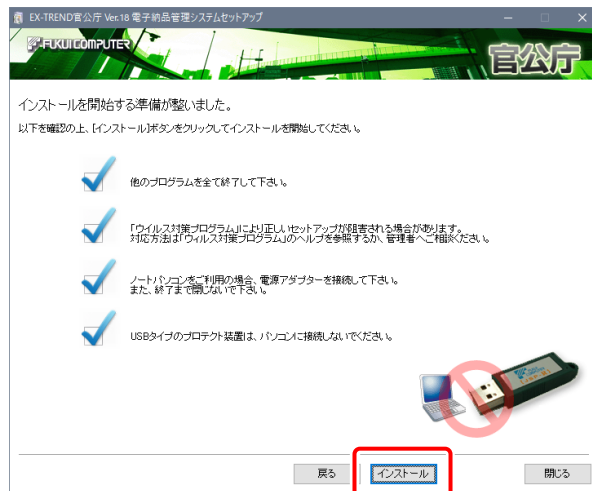 EX-TREND官公庁 Ver.18 電子納品管理システムセットアップ
FUKUI COMPUTER
官公庁
インストールを開始する準備が整いました。
以下を確認の上、[インストール]ボタンをクリックしてインストールを開始してください。
他のプログラムを全て終了して下さい。
「ウイルス対策プログラム」により正しいセットアップが阻害される場合があります。
対応方法は「ウィルス対策プログラム」のヘルプを参照するか、管理者へご相談ください。
ノートパソコンをご利用の場合、電源アダプターを接続して下さい。
また、終了まで閉じないで下さい。
USBタイプのプロテクト装置は、パソコンに接続しないでください。
戻る
インストール
閉じる